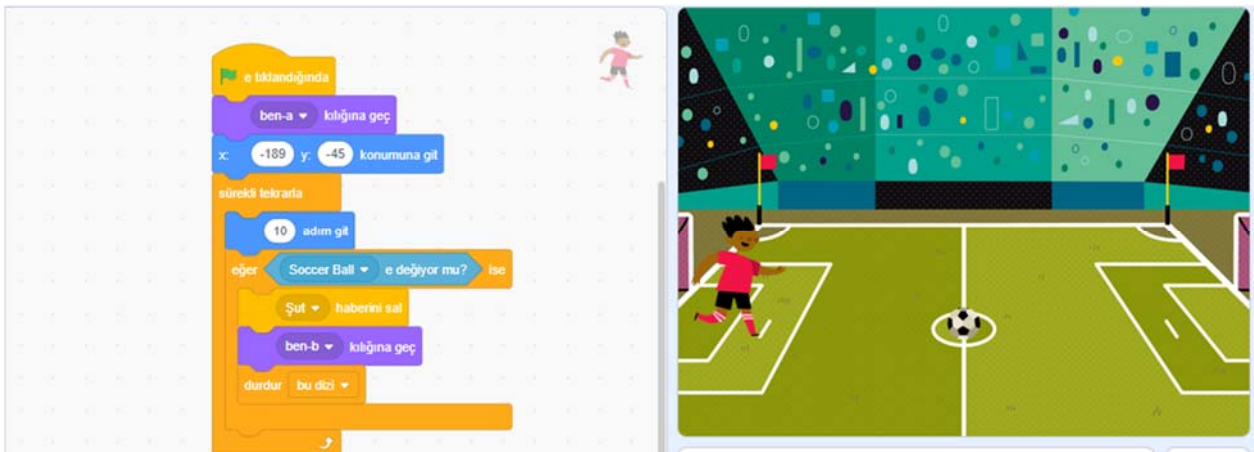 e tıklandığında
ben-a kılığına geç
x: -189 y: -45 konumuna git
sürekli tekrarla
10 adım git
eğer Soccer Ball e değiyor mu? ise
Şut haberini sal
ben-b kılığına geç
durdur bu dizi